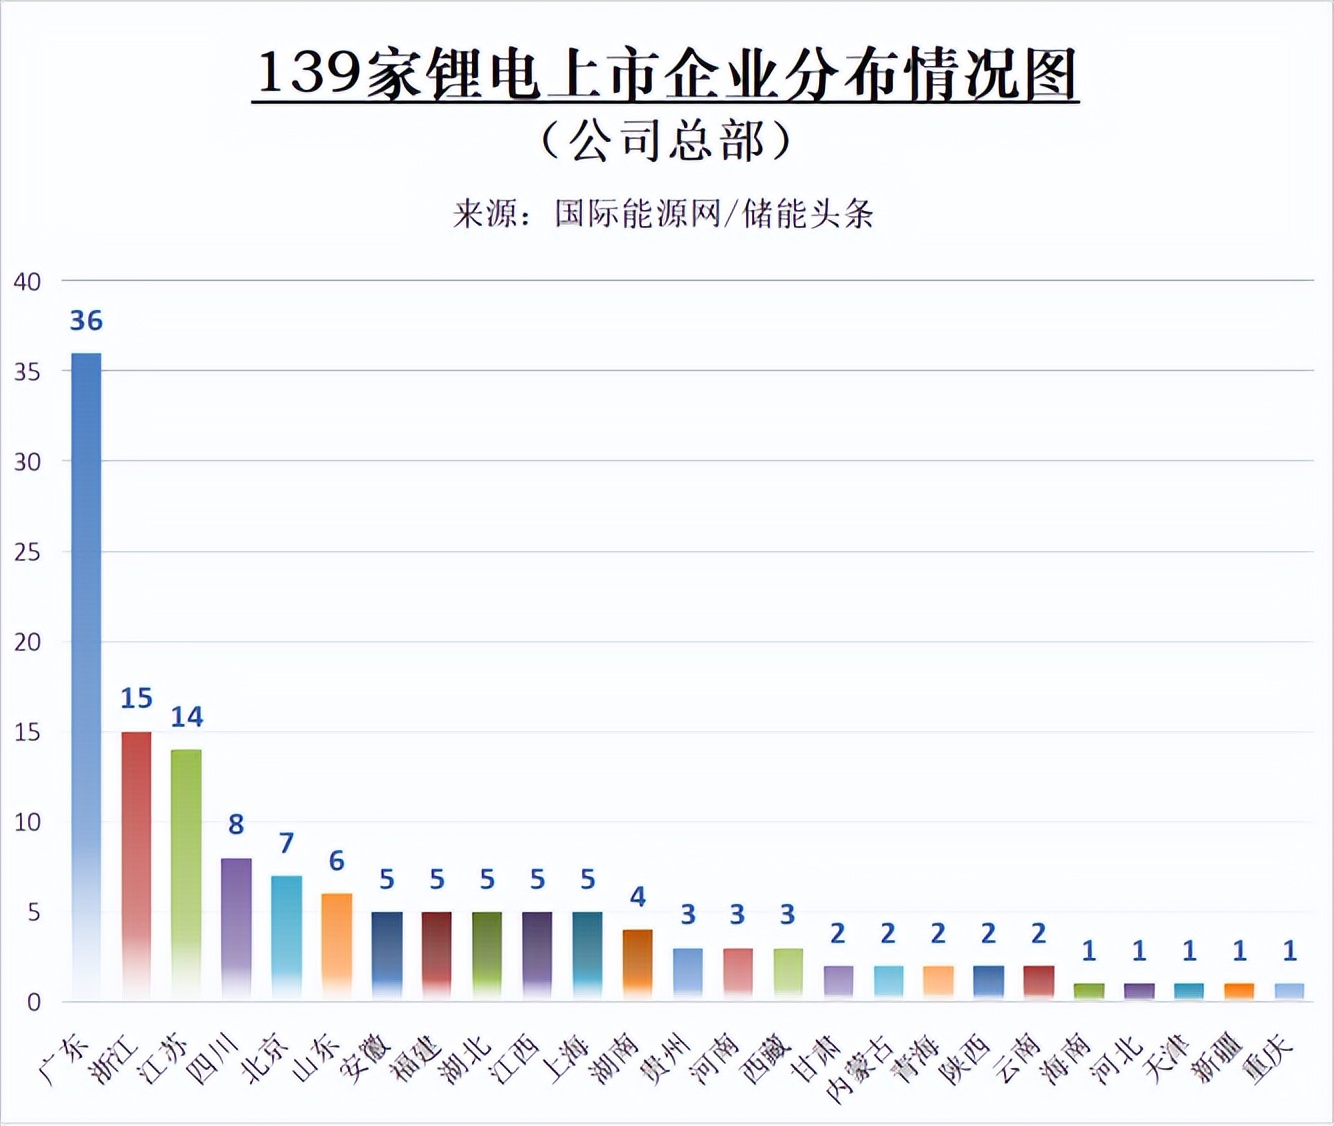 139家锂电上市企业分布情况图
（公司总部）
来源：国际能源网/储能头条
40
35
30
25
20
15
10
5
0
36
15
14
8
7
6
5
5
5
5
5
4
3
3
3
2
2
2
2
2
1
1
1
1
1
广东
浙江
江苏
四川
北京
山东
安徽
福建
湖北
江西
上海
湖南
贵州
河南
西藏
甘肃
内蒙古
青海
陕西
云南
海南
河北
天津
新疆
重庆